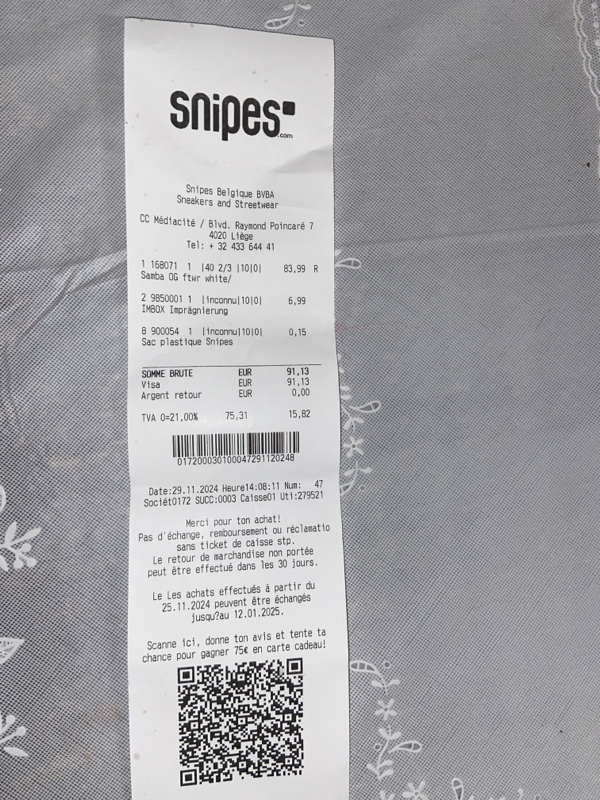 snipes
.com
Snipes Belgique BVBA
Sneakers and Streetwear
CC Médiacité / Blvd. Raymond Poincaré 7
4020 Liège
Tel: + 32 433 644 41
1 168071 1 |40 2/3 |10|0| 83,99 R
Samba OG ftwr white/
2 9850001 1 |inconnu|10|0| 6,99
IMBOX Imprägnierung
8 900054 1 |inconnu|10|0| 0,15
Sac plastique Snipes
SOMME BRUTE EUR 91,13
Visa EUR 91,13
Argent retour EUR 0,00
TVA 0=21,00% 75,31 15,82
017200030100047291120248
Date:29.11.2024 Heure14:08:11 Num: 47
Sociét0172 SUCC:0003 Caisse01 Uti:279521
Merci pour ton achat!
Pas d'échange, remboursement ou réclamatio
sans ticket de caisse stp.
Le retour de marchandise non portée
peut être effectué dans les 30 jours.
Le Les achats effectués à partir du
25.11.2024 peuvent être échangés
jusqu?au 12.01.2025.
Scanne ici, donne ton avis et tente ta
chance pour gagner 75€ en carte cadeau!